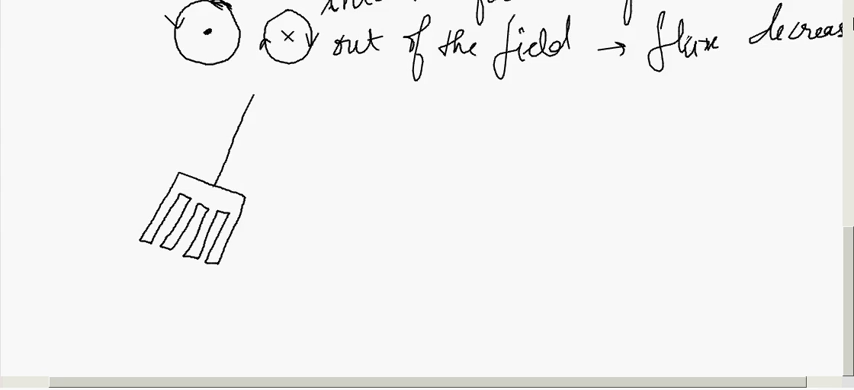 out of the field → flux decreas